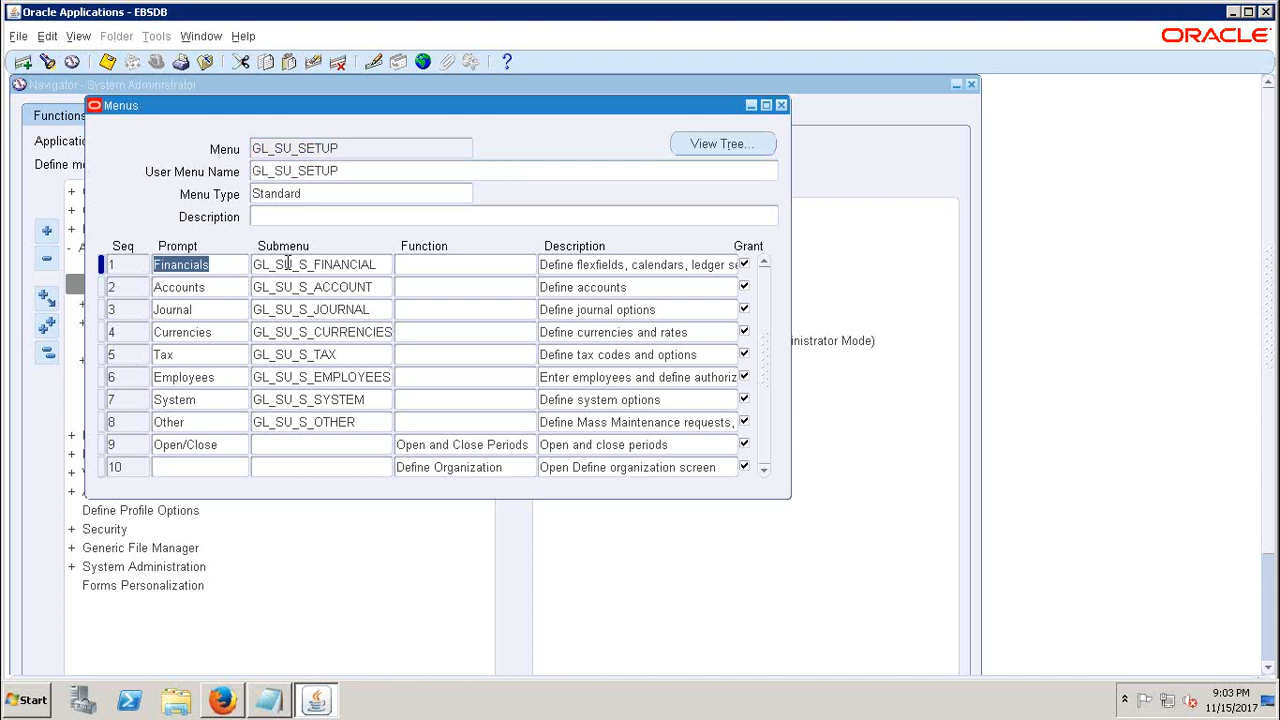 Oracle Applications - EBSDB
File Edit View Folder Tools Window Help
ORACLE
Navigator - System Administrator
Functions
Menus
Applicati
Define m
Menu GL_SU_SETUP
View Tree...
User Menu Name GL_SU_SETUP
Menu Type Standard
Description
Seq Prompt Submenu Function Description Grant
1 Financials GL_SU_S_FINANCIAL Define flexfields, calendars, ledger se
2 Accounts GL_SU_S_ACCOUNT Define accounts
3 Journal GL_SU_S_JOURNAL Define journal options
4 Currencies GL_SU_S_CURRENCIES Define currencies and rates
5 Tax GL_SU_S_TAX Define tax codes and options
6 Employees GL_SU_S_EMPLOYEES Enter employees and define authoriz
7 System GL_SU_S_SYSTEM Define system options
8 Other GL_SU_S_OTHER Define Mass Maintenance requests,
9 Open/Close Open and Close Periods Open and close periods
10 Define Organization Open Define organization screen
inistrator Mode)
Define Profile Options
+ Security
+ Generic File Manager
+ System Administration
Forms Personalization
Start
9:03 PM
11/15/2017